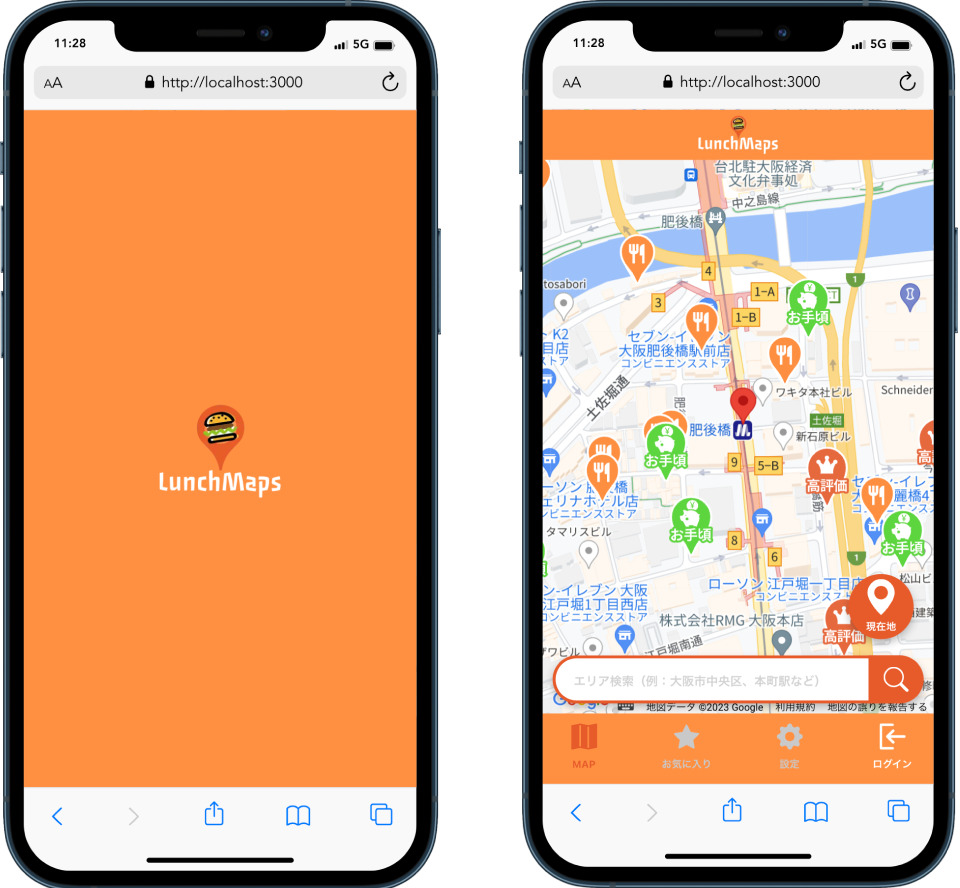 11:28
5G
AA
http://localhost:3000
LunchMaps
11:28
5G
AA
http://localhost:3000
LunchMaps
台北駐大阪経済
文化弁事処
中之島線
肥後橋
4
tosabori
1
3
1-A
1-B
お手頃
K2
セブン-イレブン
大阪肥後橋駅前店
コンビニエンスストア
土佐堀通
ワキタ本社ビル
Schneider
土佐堀
肥後橋
新石原ビル
お手頃
9
5-B
高評価
ーソン 肥後橋
ェリナホテル店
ンビニエンスストア
タマリスビル
お手頃
8
6
お手頃
1
松山ビ
ン-イレブン 大阪
江戸堀1丁目西店
ンビニエンスストア
ローソン 江戸堀一丁目店
コンビニエンスス
現在地
株式会社RMG 大阪本店
高評価
江戸堀南通
エリア検索（例：大阪市中央区、本町駅など）
地図データ ©2023 Google
利用規約
地図の誤りを報告する
MAP
お気に入り
設定
ログイン